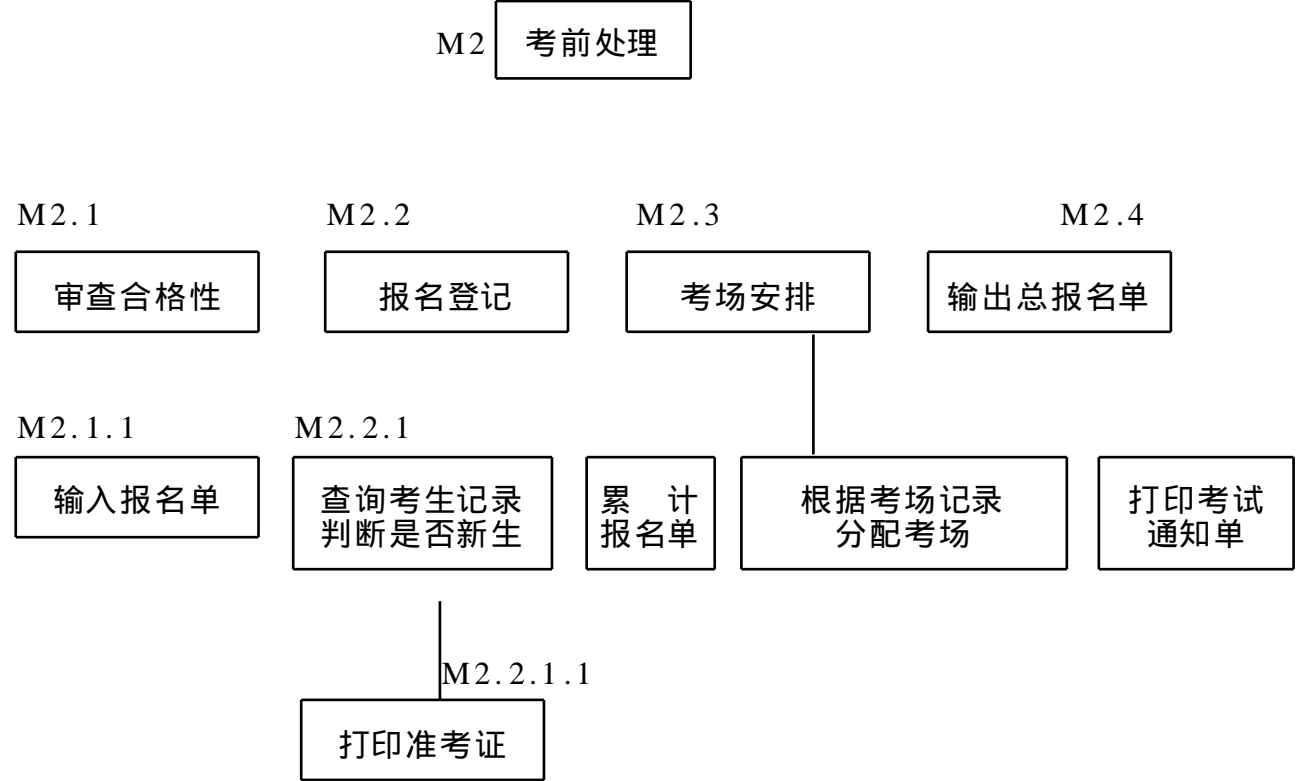 M2 考前处理
M2.1 M2.2 M2.3 M2.4
审查合格性 报名登记 考场安排 输出总报名单
M2.1.1 M2.2.1
输入报名单
查询考生记录
判断是否新生
累 计
报名单
根据考场记录
分配考场
打印考试
通知单
M2.2.1.1
打印准考证